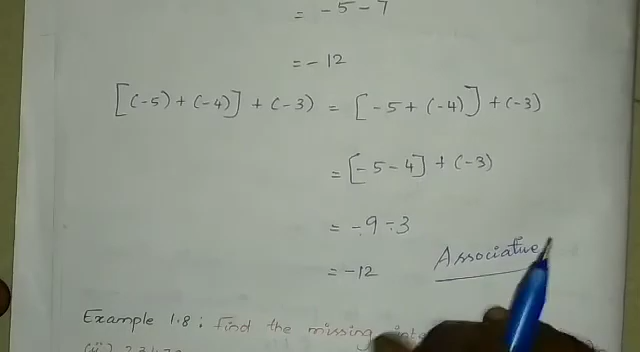 = -5 - 7
= -12
[(-5) + (-4)] + (-3) = [-5 + (-4)] + (-3)
= [-5 - 4] + (-3)
= -9 - 3
= -12
Associative
Example 1.8 : Find the missing